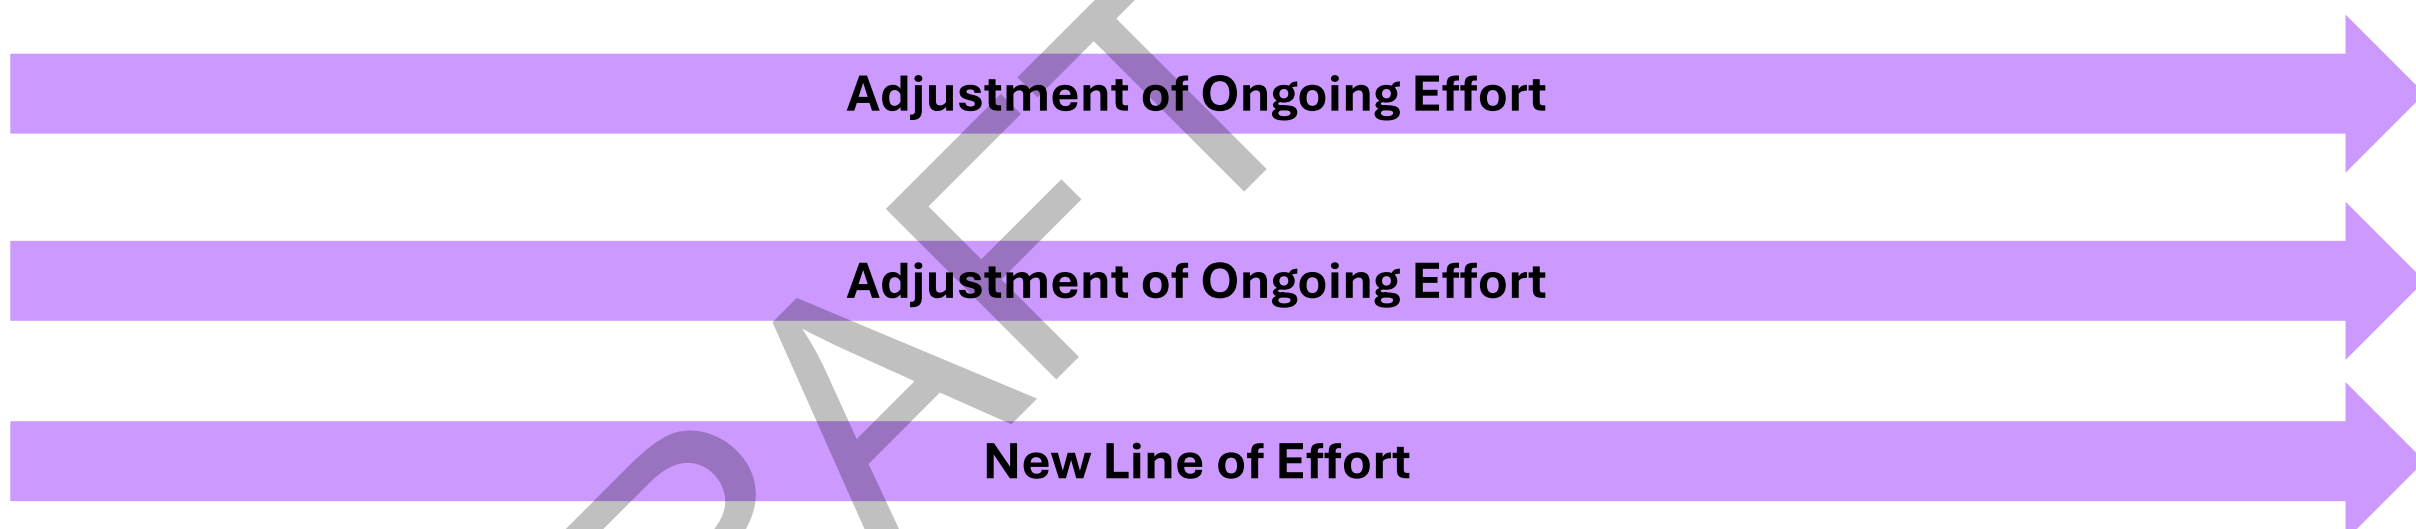 Adjustment of Ongoing Effort
Adjustment of Ongoing Effort
New Line of Effort